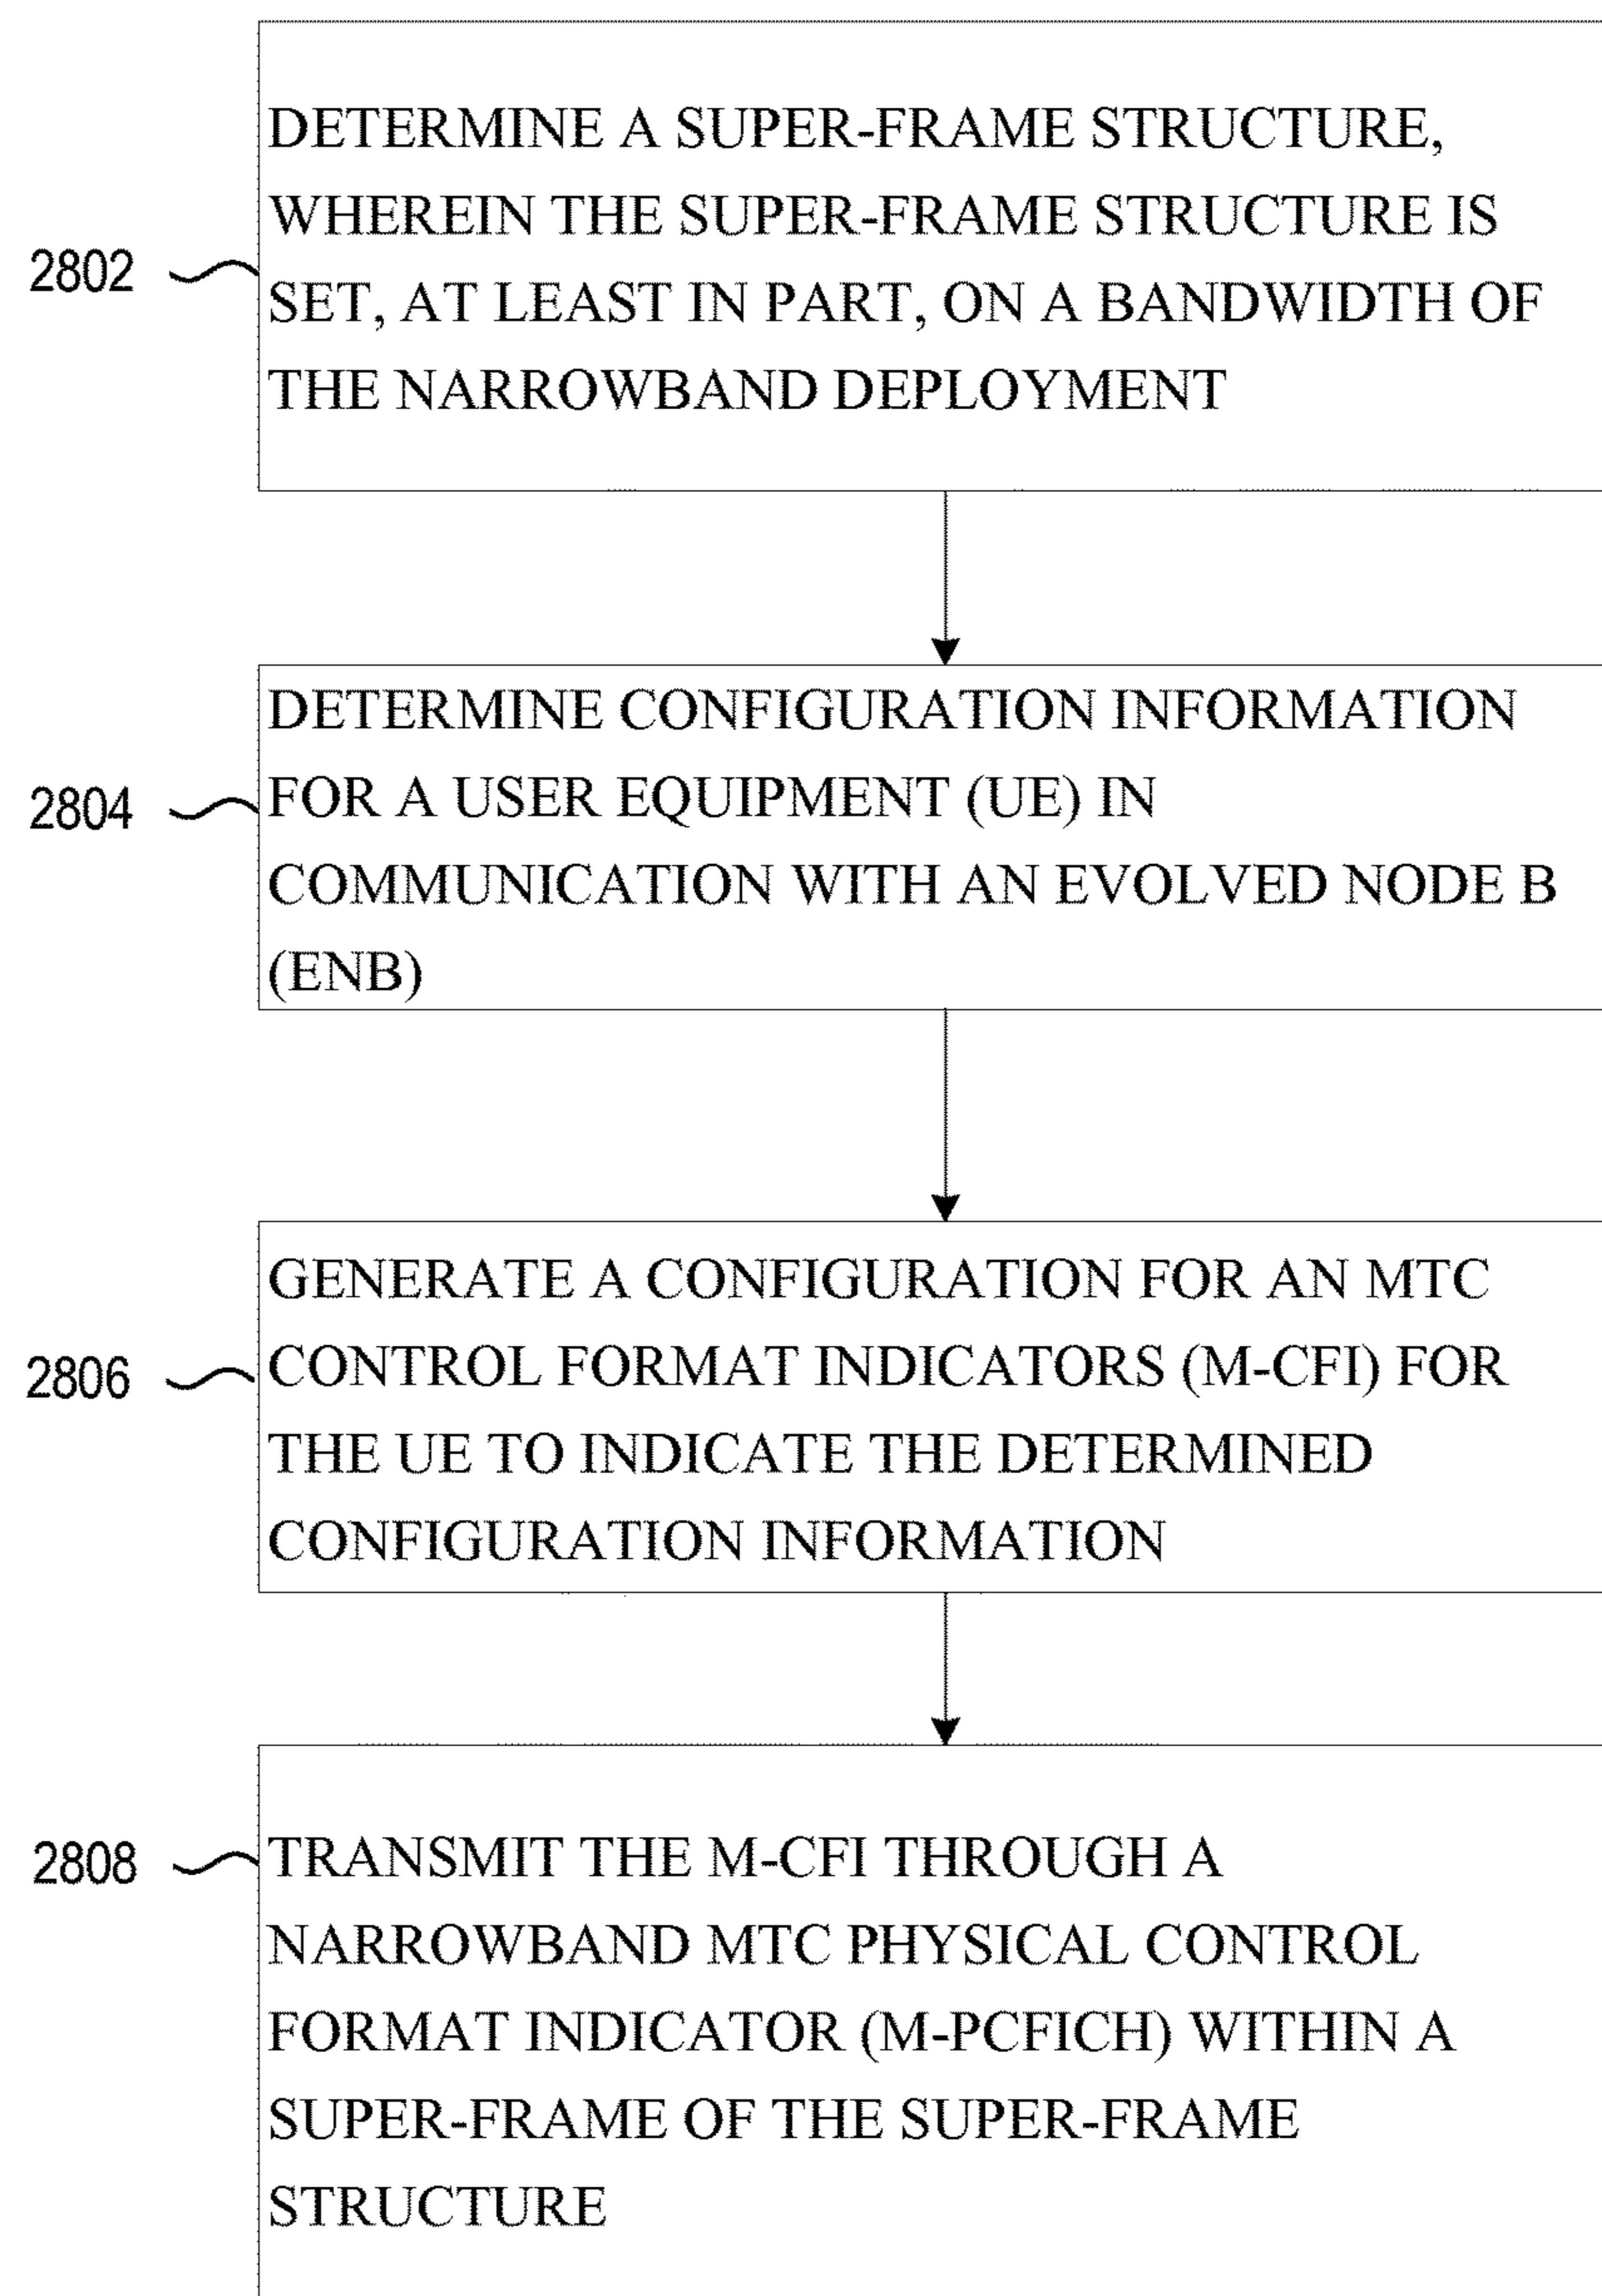 DETERMINE A SUPER-FRAME STRUCTURE,
WHEREIN THE SUPER-FRAME STRUCTURE IS
2802
SET, AT LEAST IN PART, ON A BANDWIDTH OF
THE NARROWBAND DEPLOYMENT
DETERMINE CONFIGURATION INFORMATION
2804
FOR A USER EQUIPMENT (UE) IN
COMMUNICATION WITH AN EVOLVED NODE B
(ENB)
GENERATE A CONFIGURATION FOR AN MTC
2806
CONTROL FORMAT INDICATORS (M-CFI) FOR
THE UE TO INDICATE THE DETERMINED
CONFIGURATION INFORMATION
2808
TRANSMIT THE M-CFI THROUGH A
NARROWBAND MTC PHYSICAL CONTROL
FORMAT INDICATOR (M-PCFICH) WITHIN A
SUPER-FRAME OF THE SUPER-FRAME
STRUCTURE